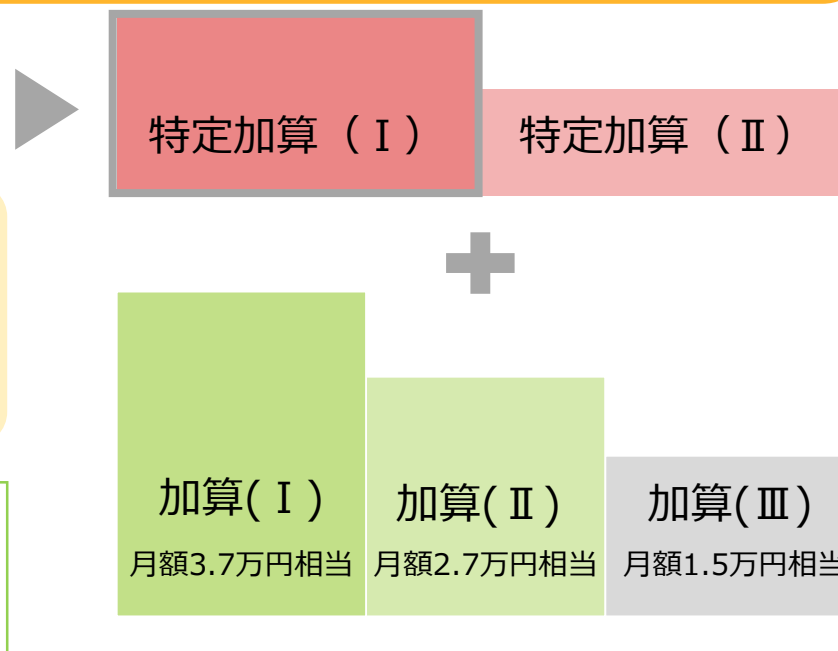 特定加算（Ⅰ）
特定加算（Ⅱ）
加算(Ⅰ)
月額3.7万円相当
加算(Ⅱ)
月額2.7万円相当
加算(Ⅲ)
月額1.5万円相当